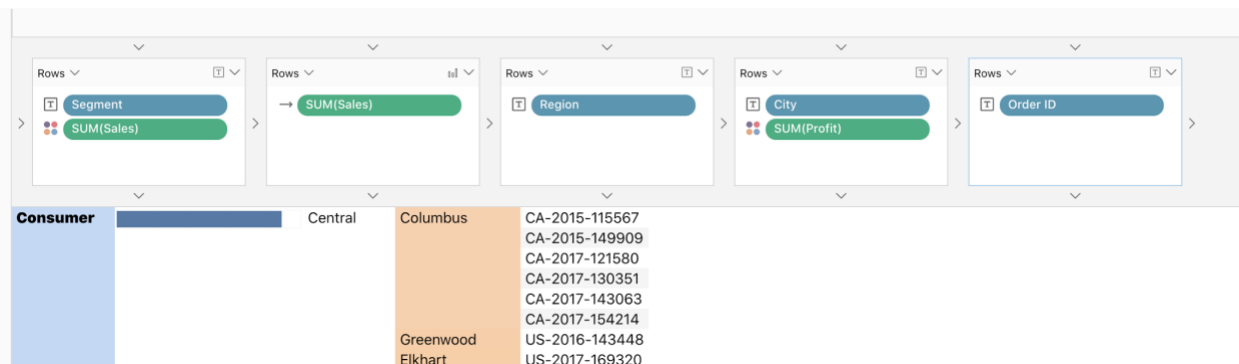 Rows Rows Rows Rows Rows
T Segment SUM(Sales) T Region T City T Order ID
SUM(Sales) SUM(Profit)
Consumer Central Columbus CA-2015-115567
CA-2015-149909
CA-2017-121580
CA-2017-130351
CA-2017-143063
CA-2017-154214
Greenwood US-2016-143448
Elkhart US-2017-169320